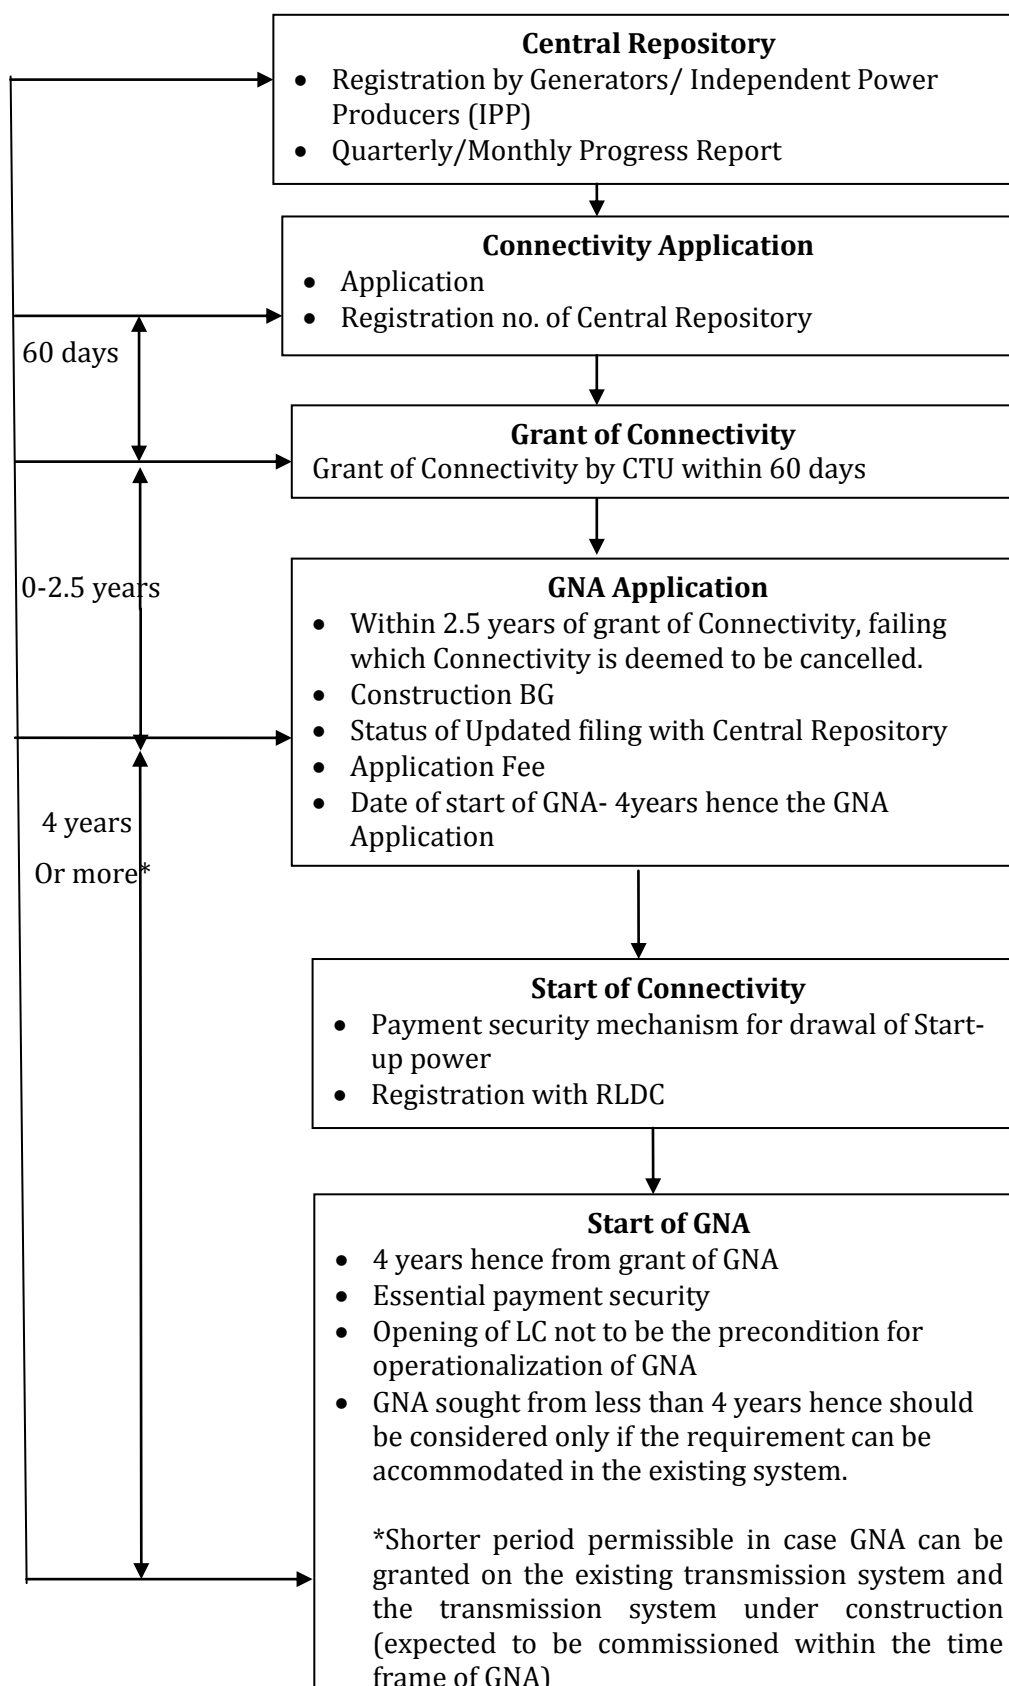 Central Repository
• Registration by Generators/ Independent Power
Producers (IPP)
• Quarterly/Monthly Progress Report
Connectivity Application
• Application
• Registration no. of Central Repository
60 days
Grant of Connectivity
Grant of Connectivity by CTU within 60 days
0-2.5 years
GNA Application
• Within 2.5 years of grant of Connectivity, failing
which Connectivity is deemed to be cancelled.
• Construction BG
• Status of Updated filing with Central Repository
• Application Fee
• Date of start of GNA- 4years hence the GNA
Application
4 years
Or more*
Start of Connectivity
• Payment security mechanism for drawal of Start-
up power
• Registration with RLDC
Start of GNA
• 4 years hence from grant of GNA
• Essential payment security
• Opening of LC not to be the precondition for
operationalization of GNA
• GNA sought from less than 4 years hence should
be considered only if the requirement can be
accommodated in the existing system.
*Shorter period permissible in case GNA can be
granted on the existing transmission system and
the transmission system under construction
(expected to be commissioned within the time
frame of GNA)